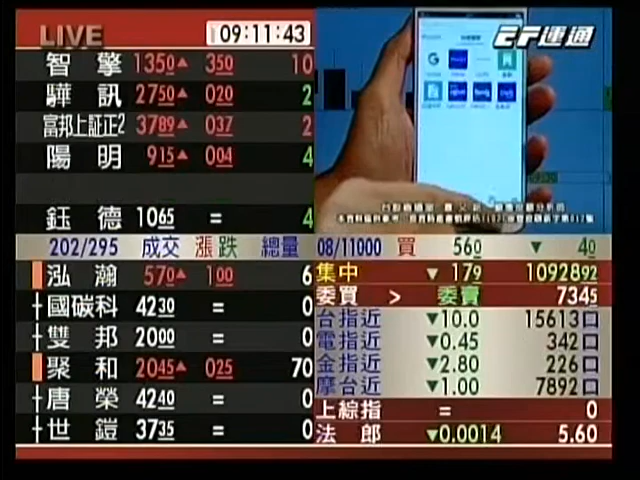 LIVE 09:11:43
運通
智擎 1350▲ 350 10
驊訊 2750▲ 020 2
富邦上証正2 3789▲ 037 2
陽明 915▲ 004 4
鈺德 1065 = 4
202/295 成交 漲跌 總量
泓瀚 570▲ 100 6
國碳科 4230 = 0
雙邦 2000 = 0
聚和 2045▲ 025 70
唐榮 4240 = 0
世鎧 3735 = 0
08/11000 買 560 ▼ 40
集中 ▼ 179 1092892
委買 > 委賣 7345
台指近 ▼10.0 15613口
電指近 ▼0.45 342口
金指近 ▼2.80 226口
摩台近 ▼1.00 7892口
上綜指 = 0
法郎 ▼0.0014 5.60